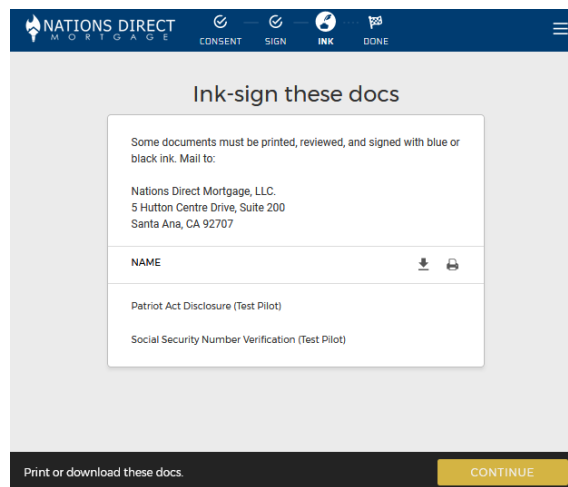 NATIONS DIRECT
MORTGAGE
CONSENT
SIGN
INK
DONE
Ink-sign these docs
Some documents must be printed, reviewed, and signed with blue or
black ink. Mail to:
Nations Direct Mortgage, LLC.
5 Hutton Centre Drive, Suite 200
Santa Ana, CA 92707
NAME
Patriot Act Disclosure (Test Pilot)
Social Security Number Verification (Test Pilot)
Print or download these docs.
CONTINUE